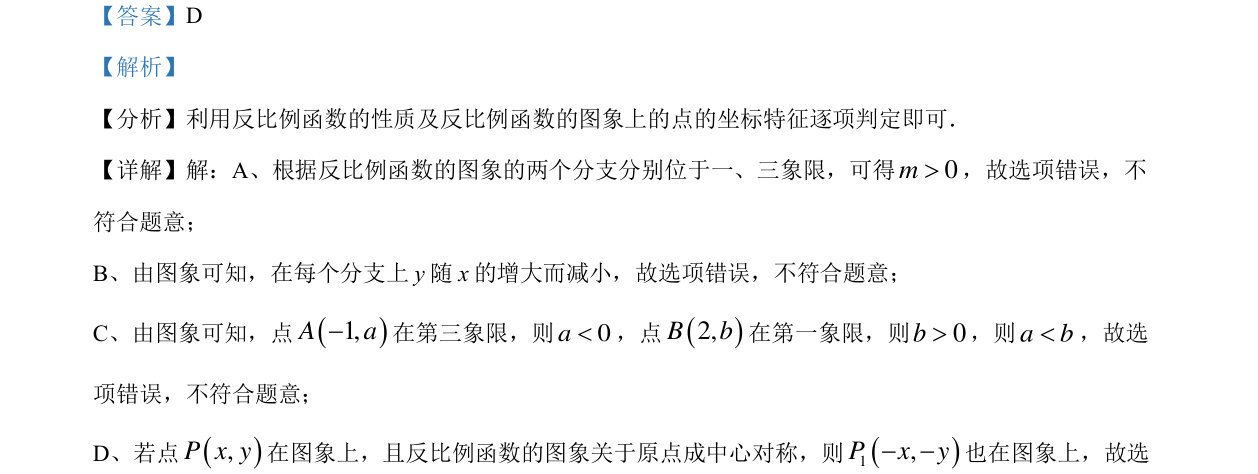 【答案】D
【解析】
【分析】利用反比例函数的性质及反比例函数的图象上的点的坐标特征逐项判定即可．
【详解】解：A、根据反比例函数的图象的两个分支分别位于一、三象限，可得m＞0，故选项错误，不
符合题意；
B、由图象可知，在每个分支上y随x的增大而减小，故选项错误，不符合题意；
C、由图象可知，点A(−1,a)在第三象限，则a＜0，点B(2,b)在第一象限，则b＞0，则a＜b，故选
项错误，不符合题意；
D、若点P(x,y)在图象上，且反比例函数的图象关于原点成中心对称，则P₁(−x,−y)也在图象上，故选